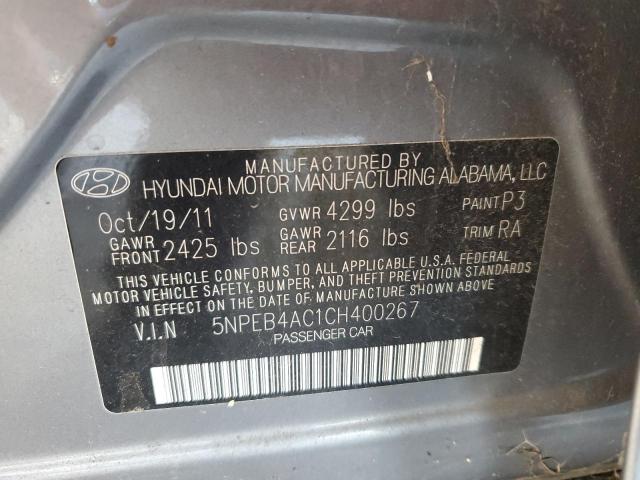 MANUFACTURED BY
HYUNDAI MOTOR MANUFACTURING ALABAMA, LLC
Oct/19/11 GVWR 4299 lbs PAINT P3
GAWR FRONT 2425 lbs GAWR REAR 2116 lbs TRIM RA
THIS VEHICLE CONFORMS TO ALL APPLICABLE U.S.A. FEDERAL
MOTOR VEHICLE SAFETY, BUMPER, AND THEFT PREVENTION STANDARDS
IN EFFECT ON THE DATE OF MANUFACTURE SHOWN ABOVE.
V.I.N 5NPEB4AC1CH400267
PASSENGER CAR